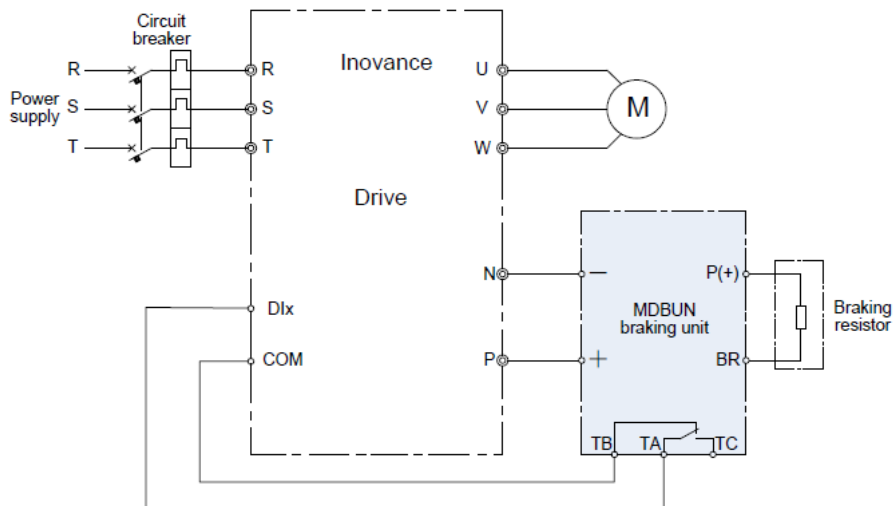 Circuit
breaker
R
R
Inovance
U
Power
supply
S
S
V
M
T
T
W
Drive
N
−
P(+)
MDBUN
braking unit
Braking
resistor
DIx
COM
P
+
BR
TB
TA
TC